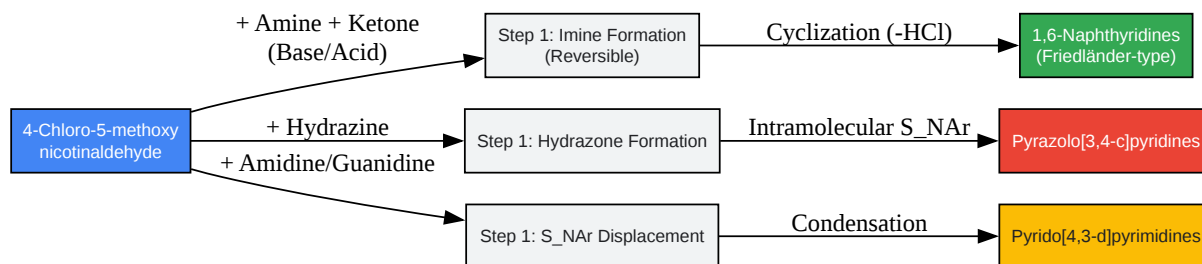 + Amine + Ketone
(Base/Acid)
Step 1: Imine Formation
(Reversible)
Cyclization (-HCl)
1,6-Naphthyridines
(Friedländer-type)
4-Chloro-5-methoxy
nicotinaldehyde
+ Hydrazine
Step 1: Hydrazone Formation
Intramolecular S_NAr
Pyrazolo[3,4-c]pyridines
+ Amidine/Guanidine
Step 1: S_NAr Displacement
Condensation
Pyrido[4,3-d]pyrimidines